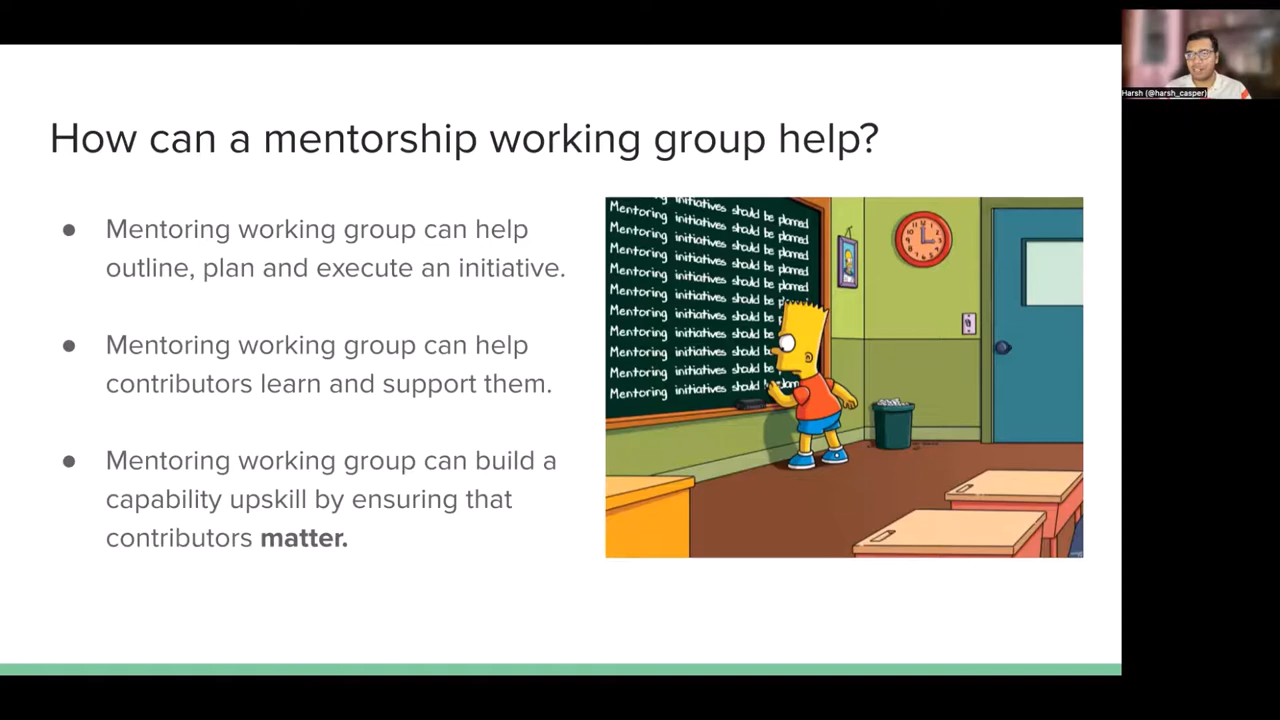 How can a mentorship working group help?
● Mentoring working group can help
outline, plan and execute an initiative.
● Mentoring working group can help
contributors learn and support them.
● Mentoring working group can build a
capability upskill by ensuring that
contributors matter.
initiatives should be planned
Mentoring initiatives should be planned
Mentoring initiatives should be planned
Mentoring initiatives should be planned
Mentoring initiatives should be planned
Mentoring initiatives should be
Mentoring initiatives should be
Mentoring initiatives should be
Mentoring initiatives should
Mentoring initiatives should
Harsh (@harsh_casper)